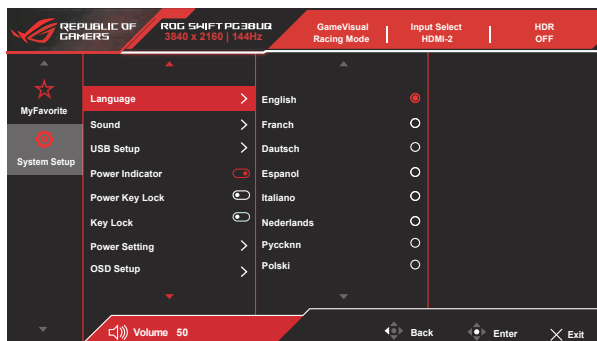 REPUBLIC OF
GAMERS
ROG SWIFT PG38UQ
3840 x 2160 | 144Hz
GameVisual
Racing Mode
Input Select
HDMI-2
HDR
OFF
MyFavorite
System Setup
Language
Sound
USB Setup
Power Indicator
Power Key Lock
Key Lock
Power Setting
OSD Setup
English
Franch
Dautsch
Espanol
Italiano
Nederlands
Pyccknn
Polski
Volume 50
Back
Enter
Exit